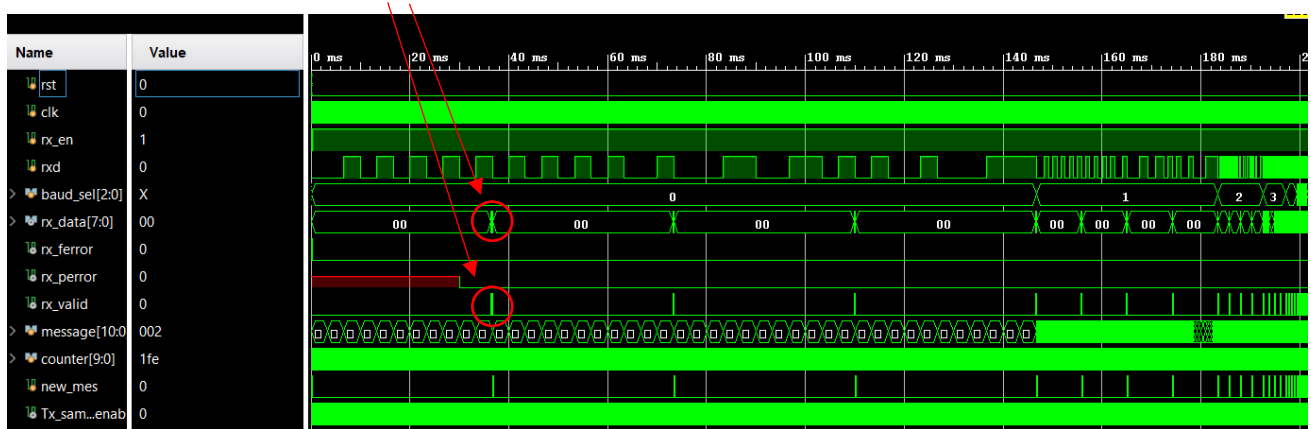 Name Value
0 ms 20 ms 40 ms 60 ms 80 ms 100 ms 120 ms 140 ms 160 ms 180 ms 2
rst 0
clk 0
rx_en 1
rxd 0
baud_sel[2:0] X 0 1 2 3
rx_data[7:0] 00 00 00 00 00 00 00 00 00
rx_ferror 0
rx_perror 0
rx_valid 0
message[10:0 002
counter[9:0] 1fe
new_mes 0
Tx_sam...enab 0